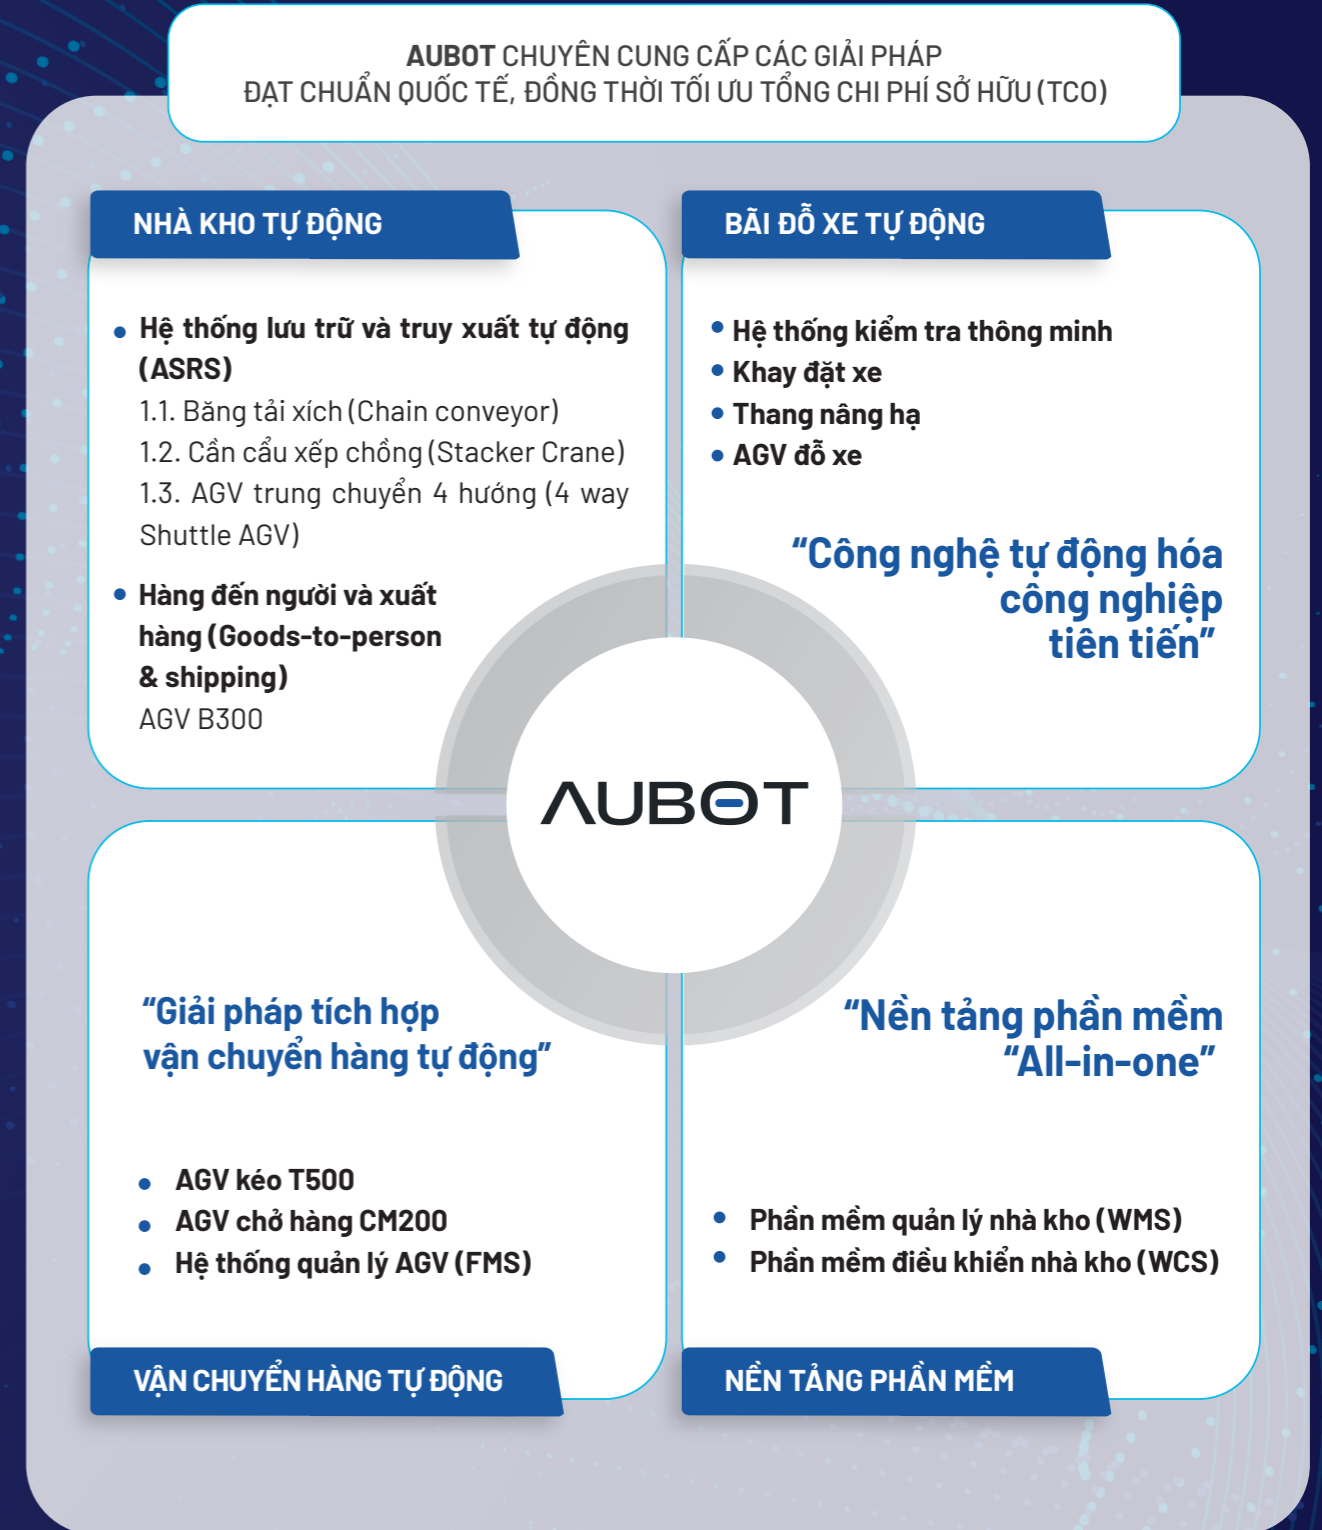 AUBOT CHUYÊN CUNG CẤP CÁC GIẢI PHÁP
ĐẠT CHUẨN QUỐC TẾ, ĐỒNG THỜI TỐI ƯU TỔNG CHI PHÍ SỞ HỮU (TCO)
NHÀ KHO TỰ ĐỘNG
Hệ thống lưu trữ và truy xuất tự động
(ASRS)
1.1. Băng tải xích (Chain conveyor)
1.2. Cần cẩu xếp chồng (Stacker Crane)
1.3. AGV trung chuyển 4 hướng (4 way
Shuttle AGV)
Hàng đến người và xuất
hàng (Goods-to-person
& shipping)
AGV B300
BÃI ĐỖ XE TỰ ĐỘNG
Hệ thống kiểm tra thông minh
Khay đặt xe
Thang nâng hạ
AGV đỗ xe
“Công nghệ tự động hóa
công nghiệp
tiên tiến”
AUBOT
“Giải pháp tích hợp
vận chuyển hàng tự động”
AGV kéo T500
AGV chở hàng CM200
Hệ thống quản lý AGV (FMS)
VẬN CHUYỂN HÀNG TỰ ĐỘNG
“Nền tảng phần mềm
“All-in-one”
Phần mềm quản lý nhà kho (WMS)
Phần mềm điều khiển nhà kho (WCS)
NỀN TẢNG PHẦN MỀM